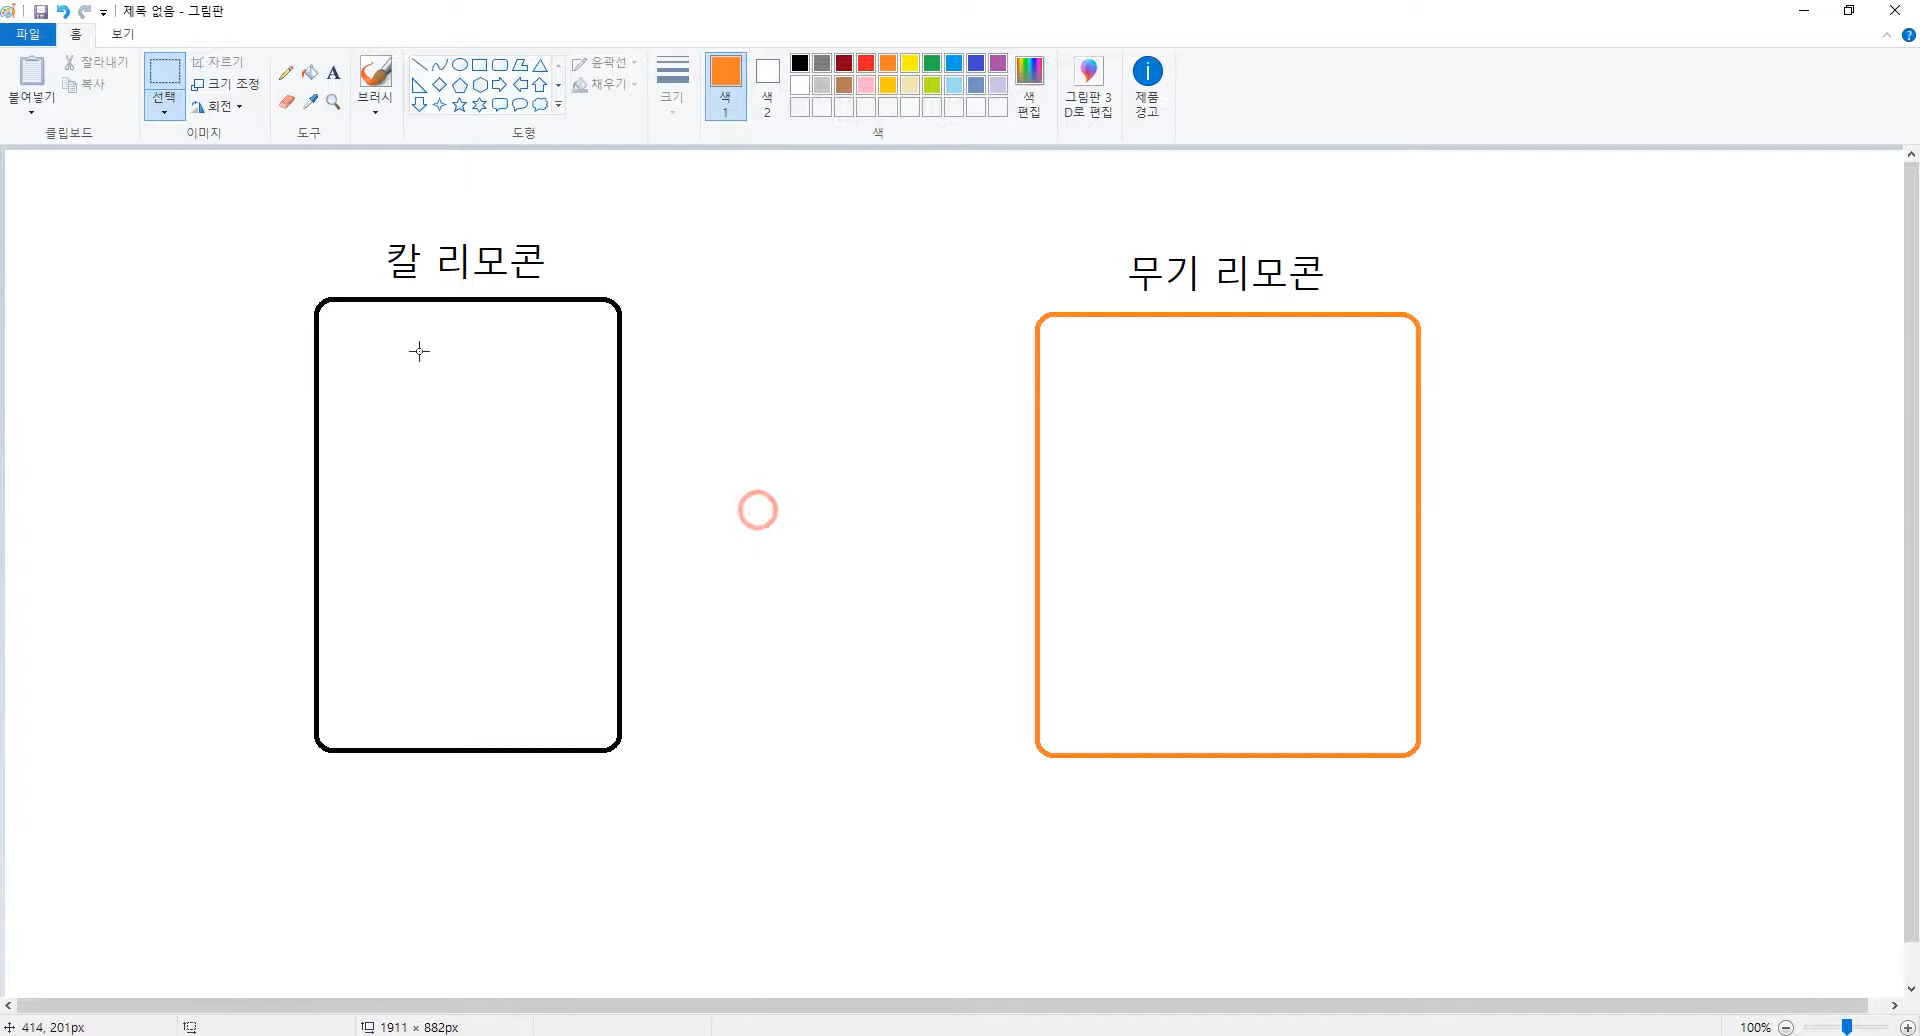 제목 없음 - 그림판
파일 홈 보기
붙여넣기
잘라내기
복사
클립보드
선택
자르기
크기 조정
회전
이미지
A
도구
브러시
윤곽선
채우기
도형
크기
색
1
색
2
색
편집
색
그림판 3
D로 편집
제품
경고
칼 리모콘
무기 리모콘
414, 201px
1911 × 882px
100%